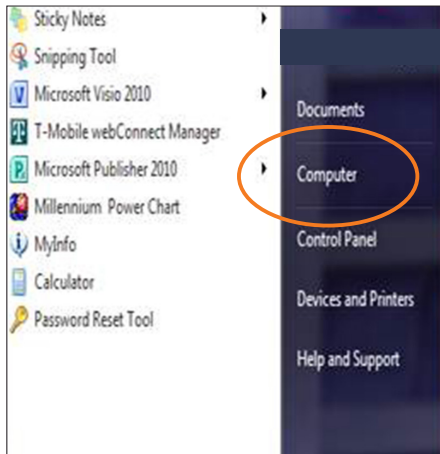 Sticky Notes
Snipping Tool
Microsoft Visio 2010
T-Mobile webConnect Manager
Microsoft Publisher 2010
Millennium Power Chart
MyInfo
Calculator
Password Reset Tool
Documents
Computer
Control Panel
Devices and Printers
Help and Support